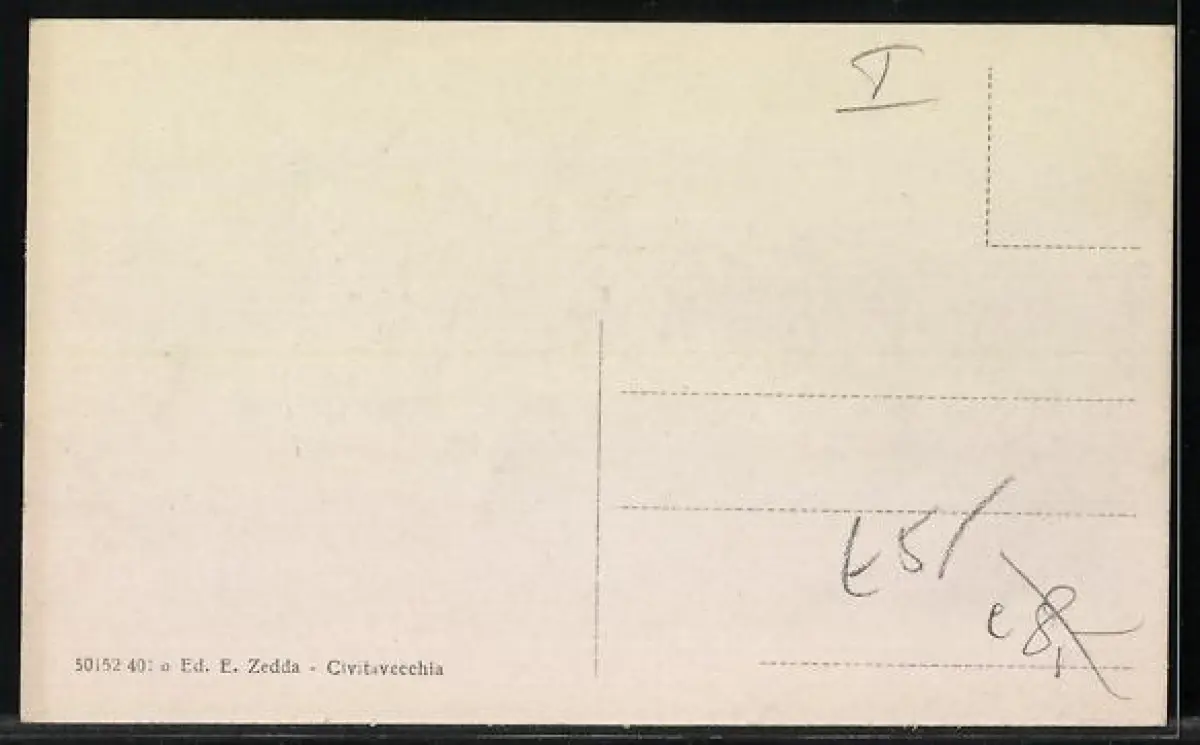 I
t 5/
e 8,–
50152 40: o Ed. E. Zedda - Civitavecchia